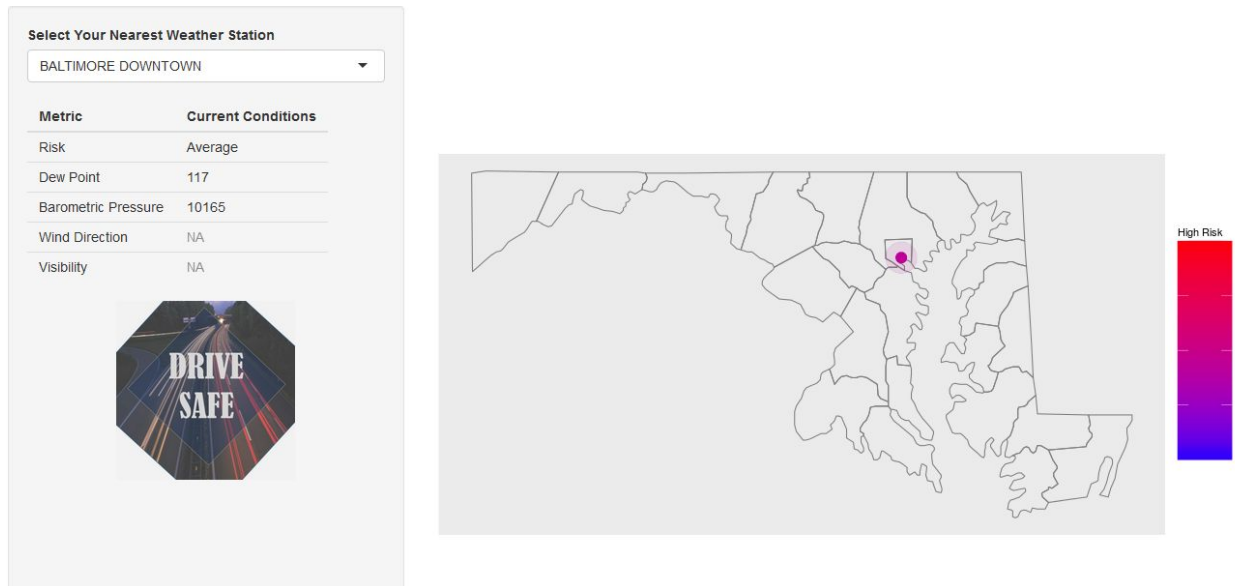 Select Your Nearest Weather Station
BALTIMORE DOWNTOWN
Metric Current Conditions
Risk Average
Dew Point 117
Barometric Pressure 10165
Wind Direction NA
Visibility NA
DRIVE
SAFE
High Risk